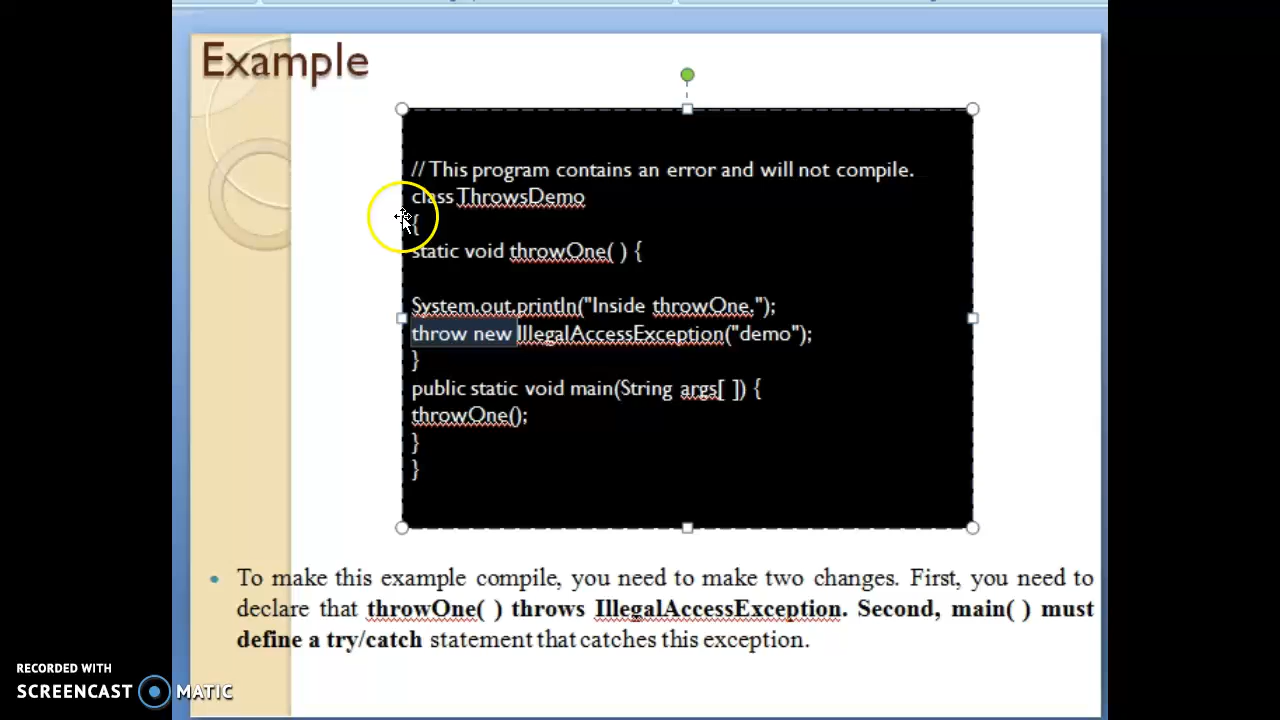 Example
// This program contains an error and will not compile.
class ThrowsDemo
{
static void throwOne( ) {
System.out.println("Inside throwOne.");
throw new IllegalAccessException("demo");
}
public static void main(String args[ ]) {
throwOne();
}
}
• To make this example compile, you need to make two changes. First, you need to
declare that throwOne( ) throws IllegalAccessException. Second, main( ) must
define a try/catch statement that catches this exception.
RECORDED WITH
SCREENCAST MATIC